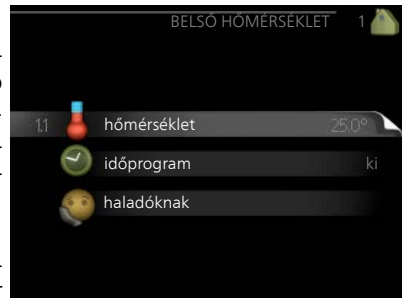 BELSŐ HŐMÉRSÉKLET 1
1.1 hőmérséklet 25.0°
időprogram ki
haladóknak